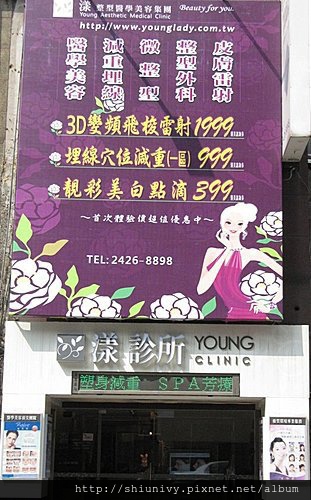 漾 整型醫學美容集團 Beauty for you.
Young Aesthetic Medical Clinic
http://www.younglady.com.tw
醫學美容
減重埋線
微整型
整型外科
皮膚雷射
3D變頻飛梭雷射1999
埋線穴位減重(一回) 999
靚彩美白點滴399
～首次體驗價超值優惠中～
TEL: 2426-8898
漾診所 YOUNG
CLINIC
塑身減重 SPA芳療
http://shiunivy.pixnet.net/album